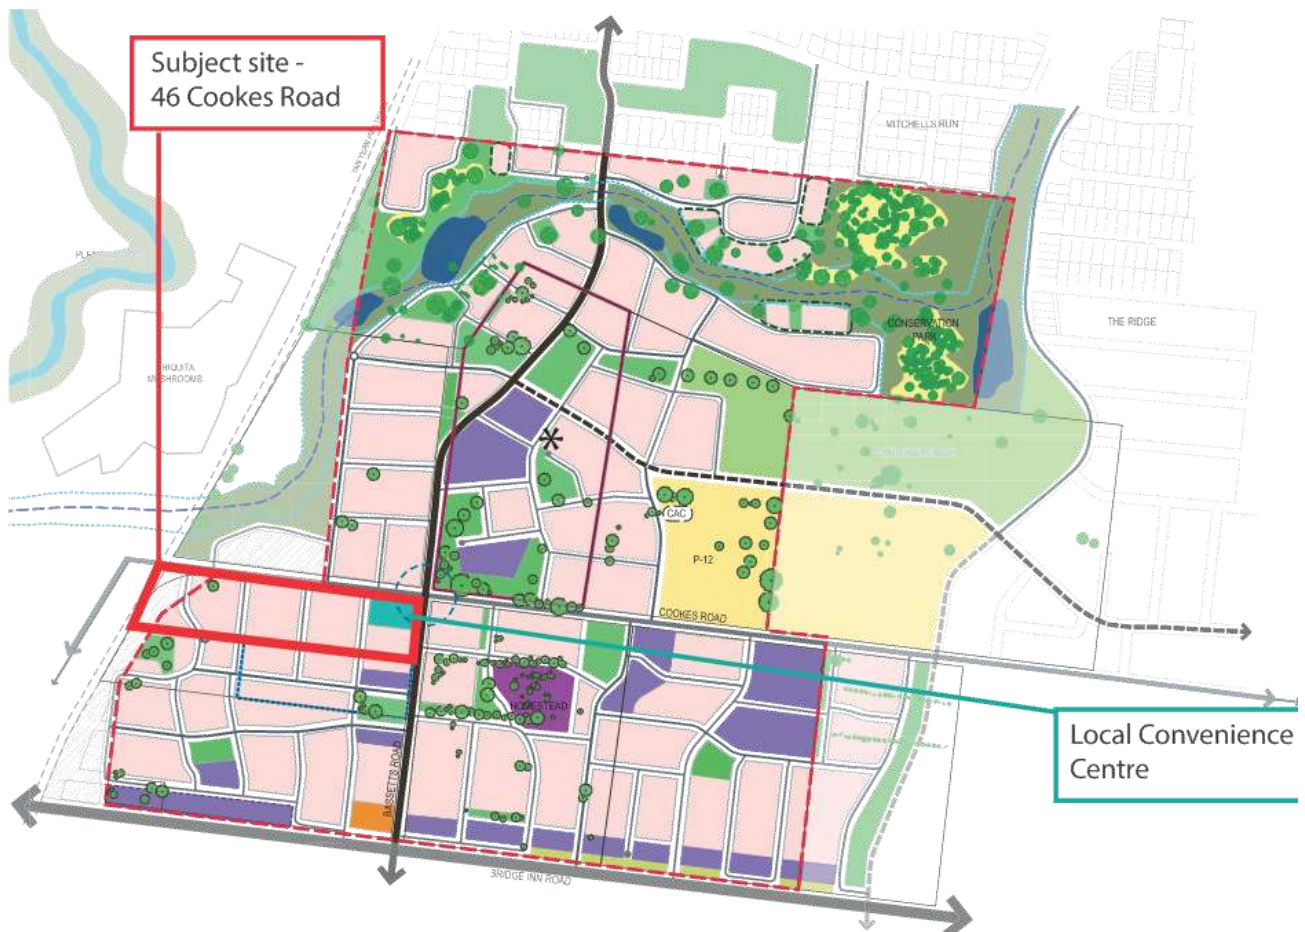 Subject site -
46 Cookes Road
MITCHELLS RUN
THE RIDGE
CONSERVATION
PARK
MUSHROOMS
CAC
P-12
COOKES ROAD
HOMESTEAD
Local Convenience
Centre
BASSETTS ROAD
BRIDGE INN ROAD